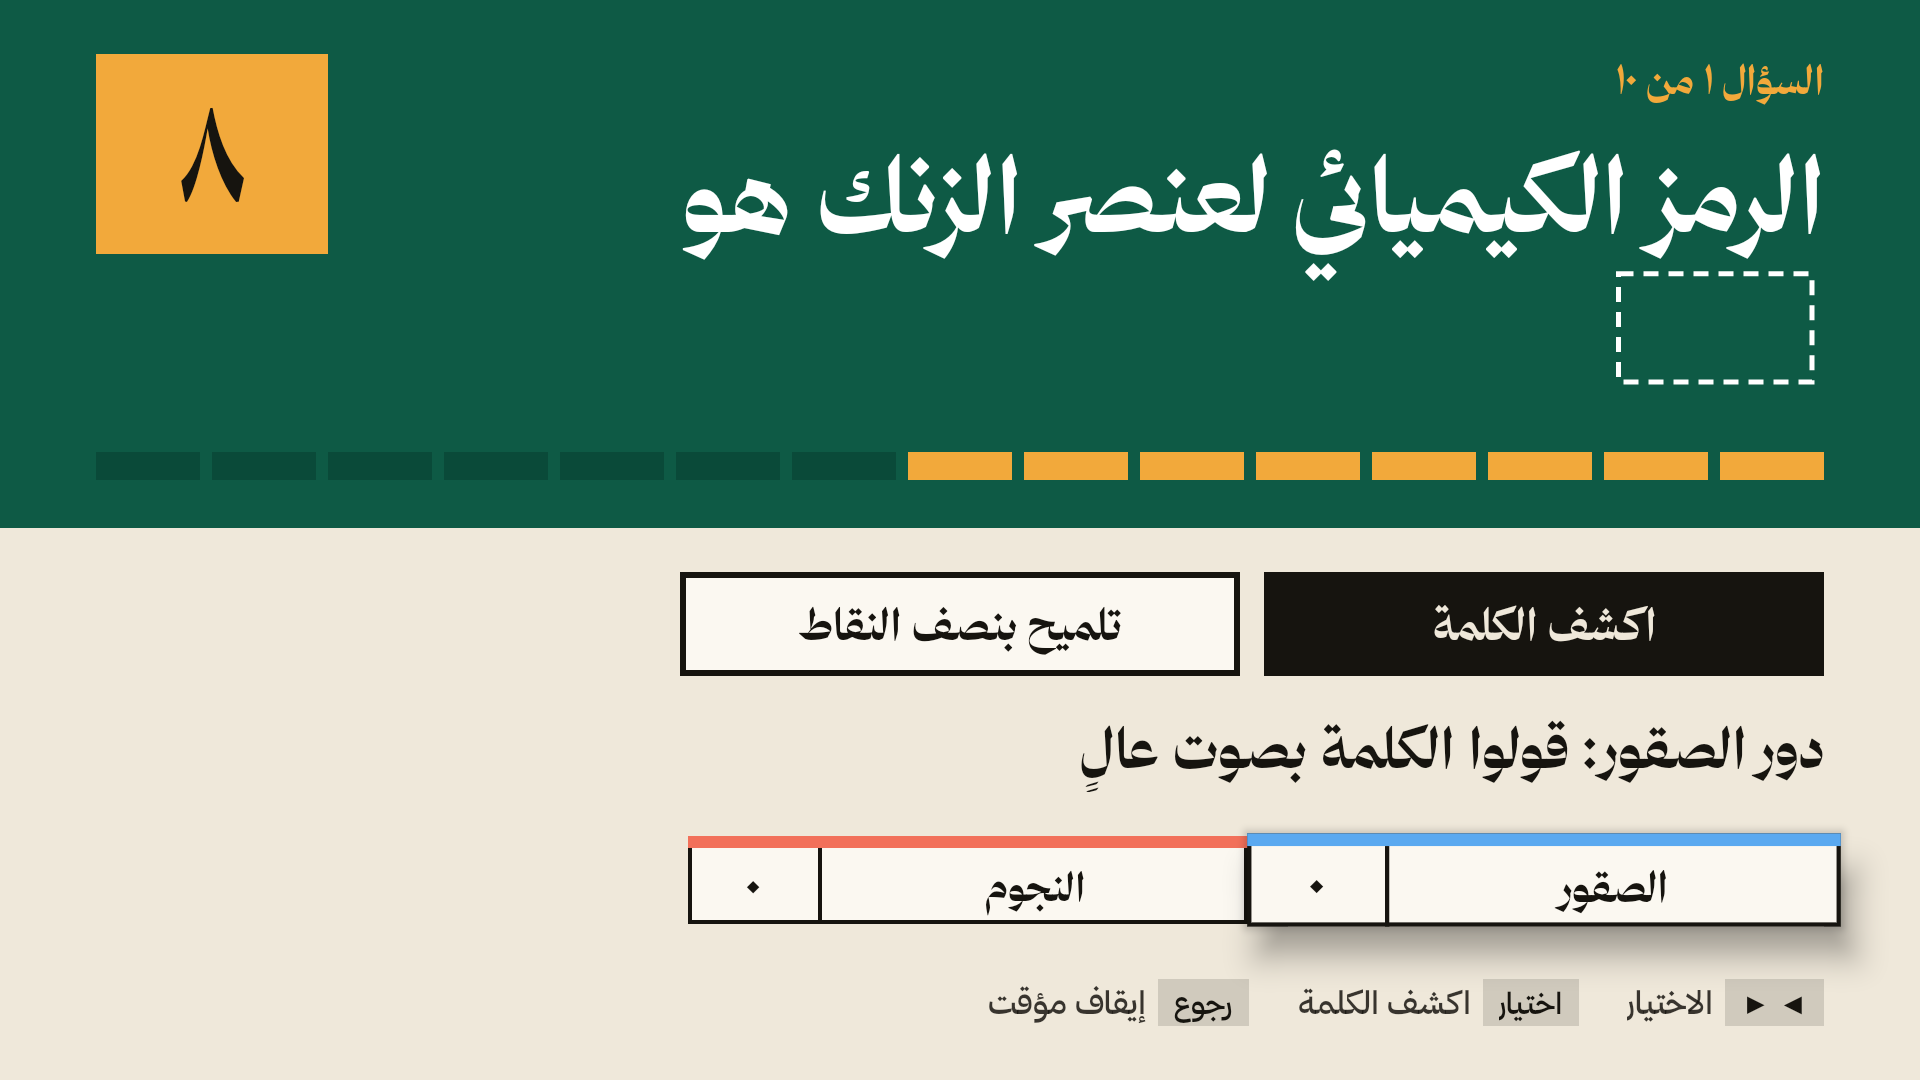 السؤال ١ من ١٠
٨
الرمز الكيميائي لعنصر الزنك هو
اكشف الكلمة
تلميح بنصف النقاط
دور الصقور: قولوا الكلمة بصوت عالٍ
الصقور ٠
النجوم ٠
◄ ► الاختيار اختيار اكشف الكلمة رجوع إيقاف مؤقت